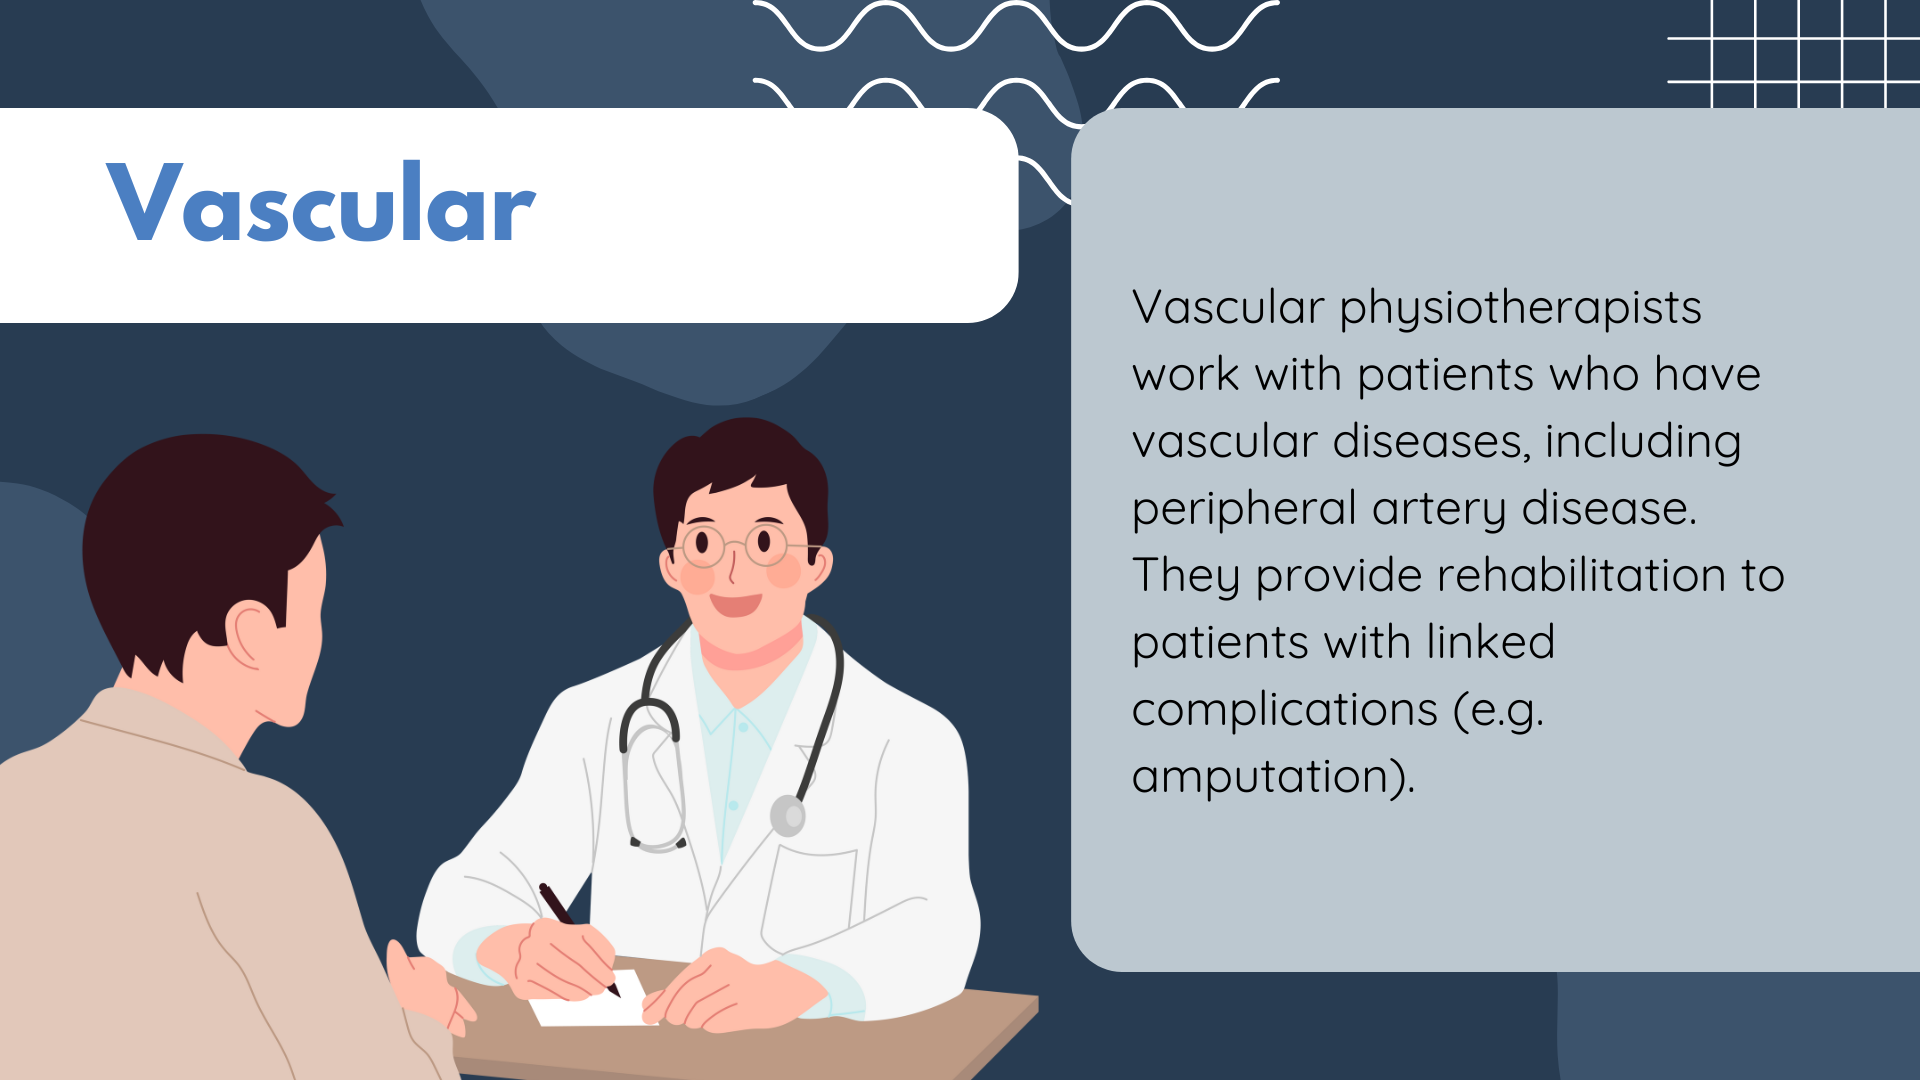 Vascular
Vascular physiotherapists
work with patients who have
vascular diseases, including
peripheral artery disease.
They provide rehabilitation to
patients with linked
complications (e.g.
amputation).